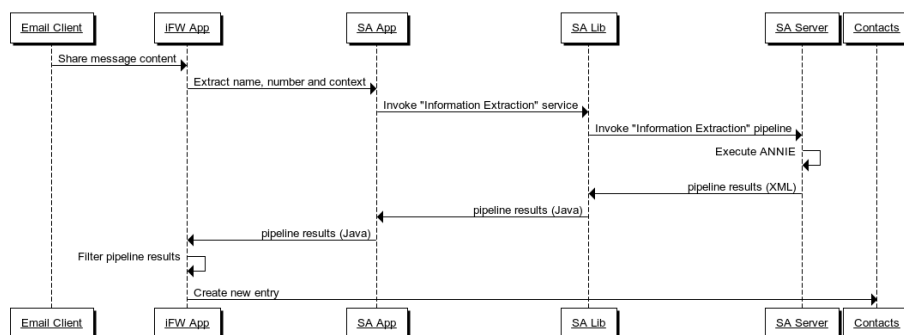 Email Client iFW App SA App SA Lib SA Server Contacts
Share message content
Extract name, number and context
Invoke "Information Extraction" service
Invoke "Information Extraction" pipeline
Execute ANNIE
pipeline results (XML)
pipeline results (Java)
pipeline results (Java)
Filter pipeline results
Create new entry
Email Client iFW App SA App SA Lib SA Server Contacts